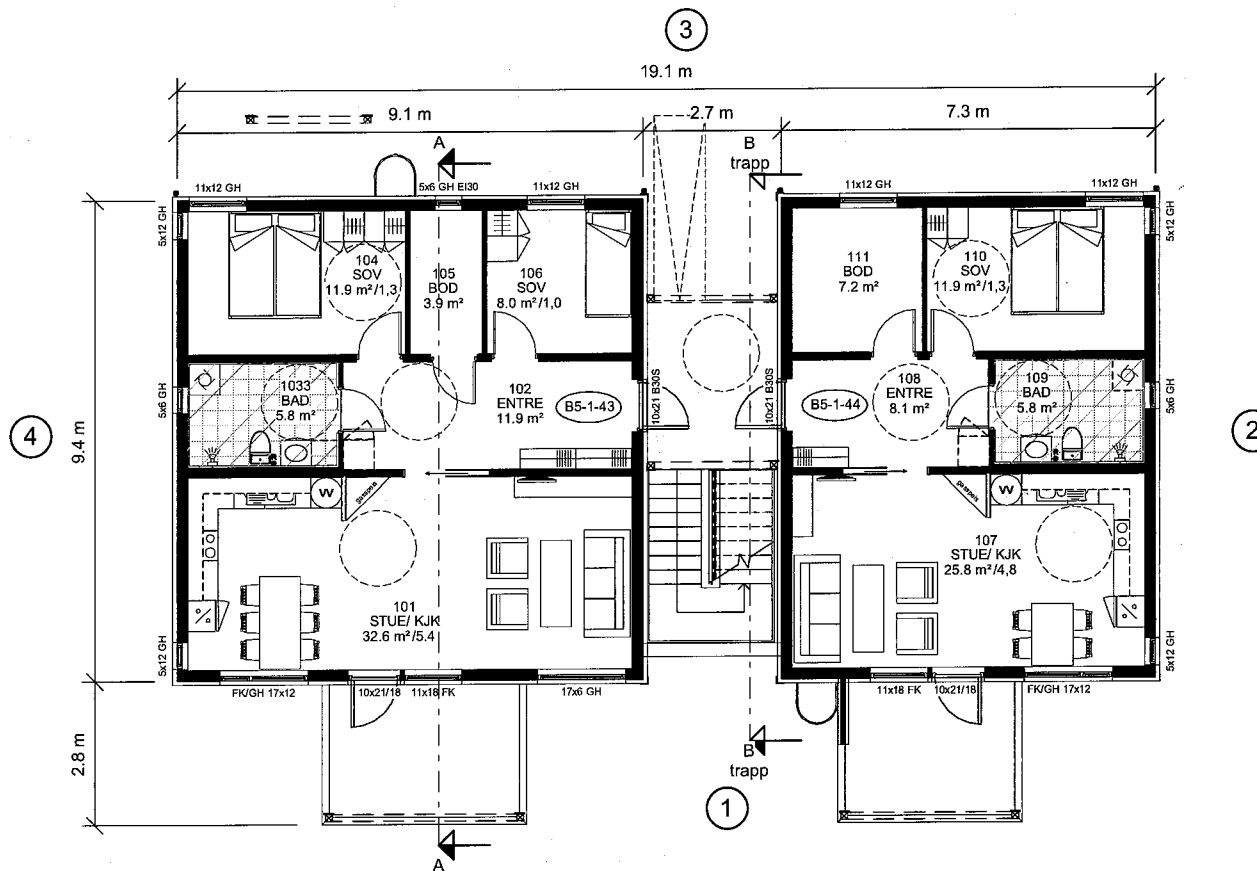 3
19.1 m
9.1 m
2.7 m
7.3 m
A
B
trapp
11x12 GH
5x6 GH EI30
11x12 GH
11x12 GH
11x12 GH
5x12 GH
5x12 GH
104
SOV
11.9 m²/1,3
105
BOD
3.9 m²
106
SOV
8.0 m²/1,0
111
BOD
7.2 m²
110
SOV
11.9 m²/1,3
5x6 GH
1033
BAD
5.8 m²
102
ENTRE
11.9 m²
B5-1-43
10x21 B30S
10x21 B30S
B5-1-44
108
ENTRE
8.1 m²
109
BAD
5.8 m²
5x6 GH
4
9.4 m
2
VV
gasspeis
gasspeis
VV
101
STUE/ KJK
32.6 m²/5.4
107
STUE/ KJK
25.8 m²/4,8
5x12 GH
5x12 GH
FK/GH 17x12
10x21/18
11x18 FK
17x6 GH
11x18 FK
10x21/18
FK/GH 17x12
2.8 m
B
trapp
1
A